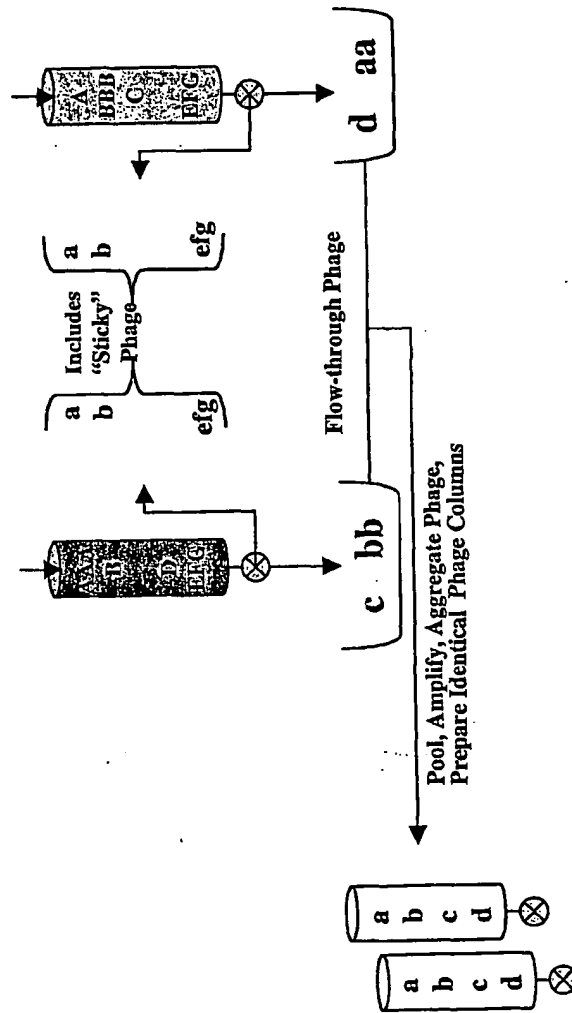 AAA
B
D
EFG
a
b
efg
Includes
"Sticky"
Phage
a
b
efg
A
BBB
C
EFG
c bb
Flow-through Phage
d aa
Pool, Amplify, Aggregate Phage,
Prepare Identical Phage Columns
a
b
c
d
a
b
c
d